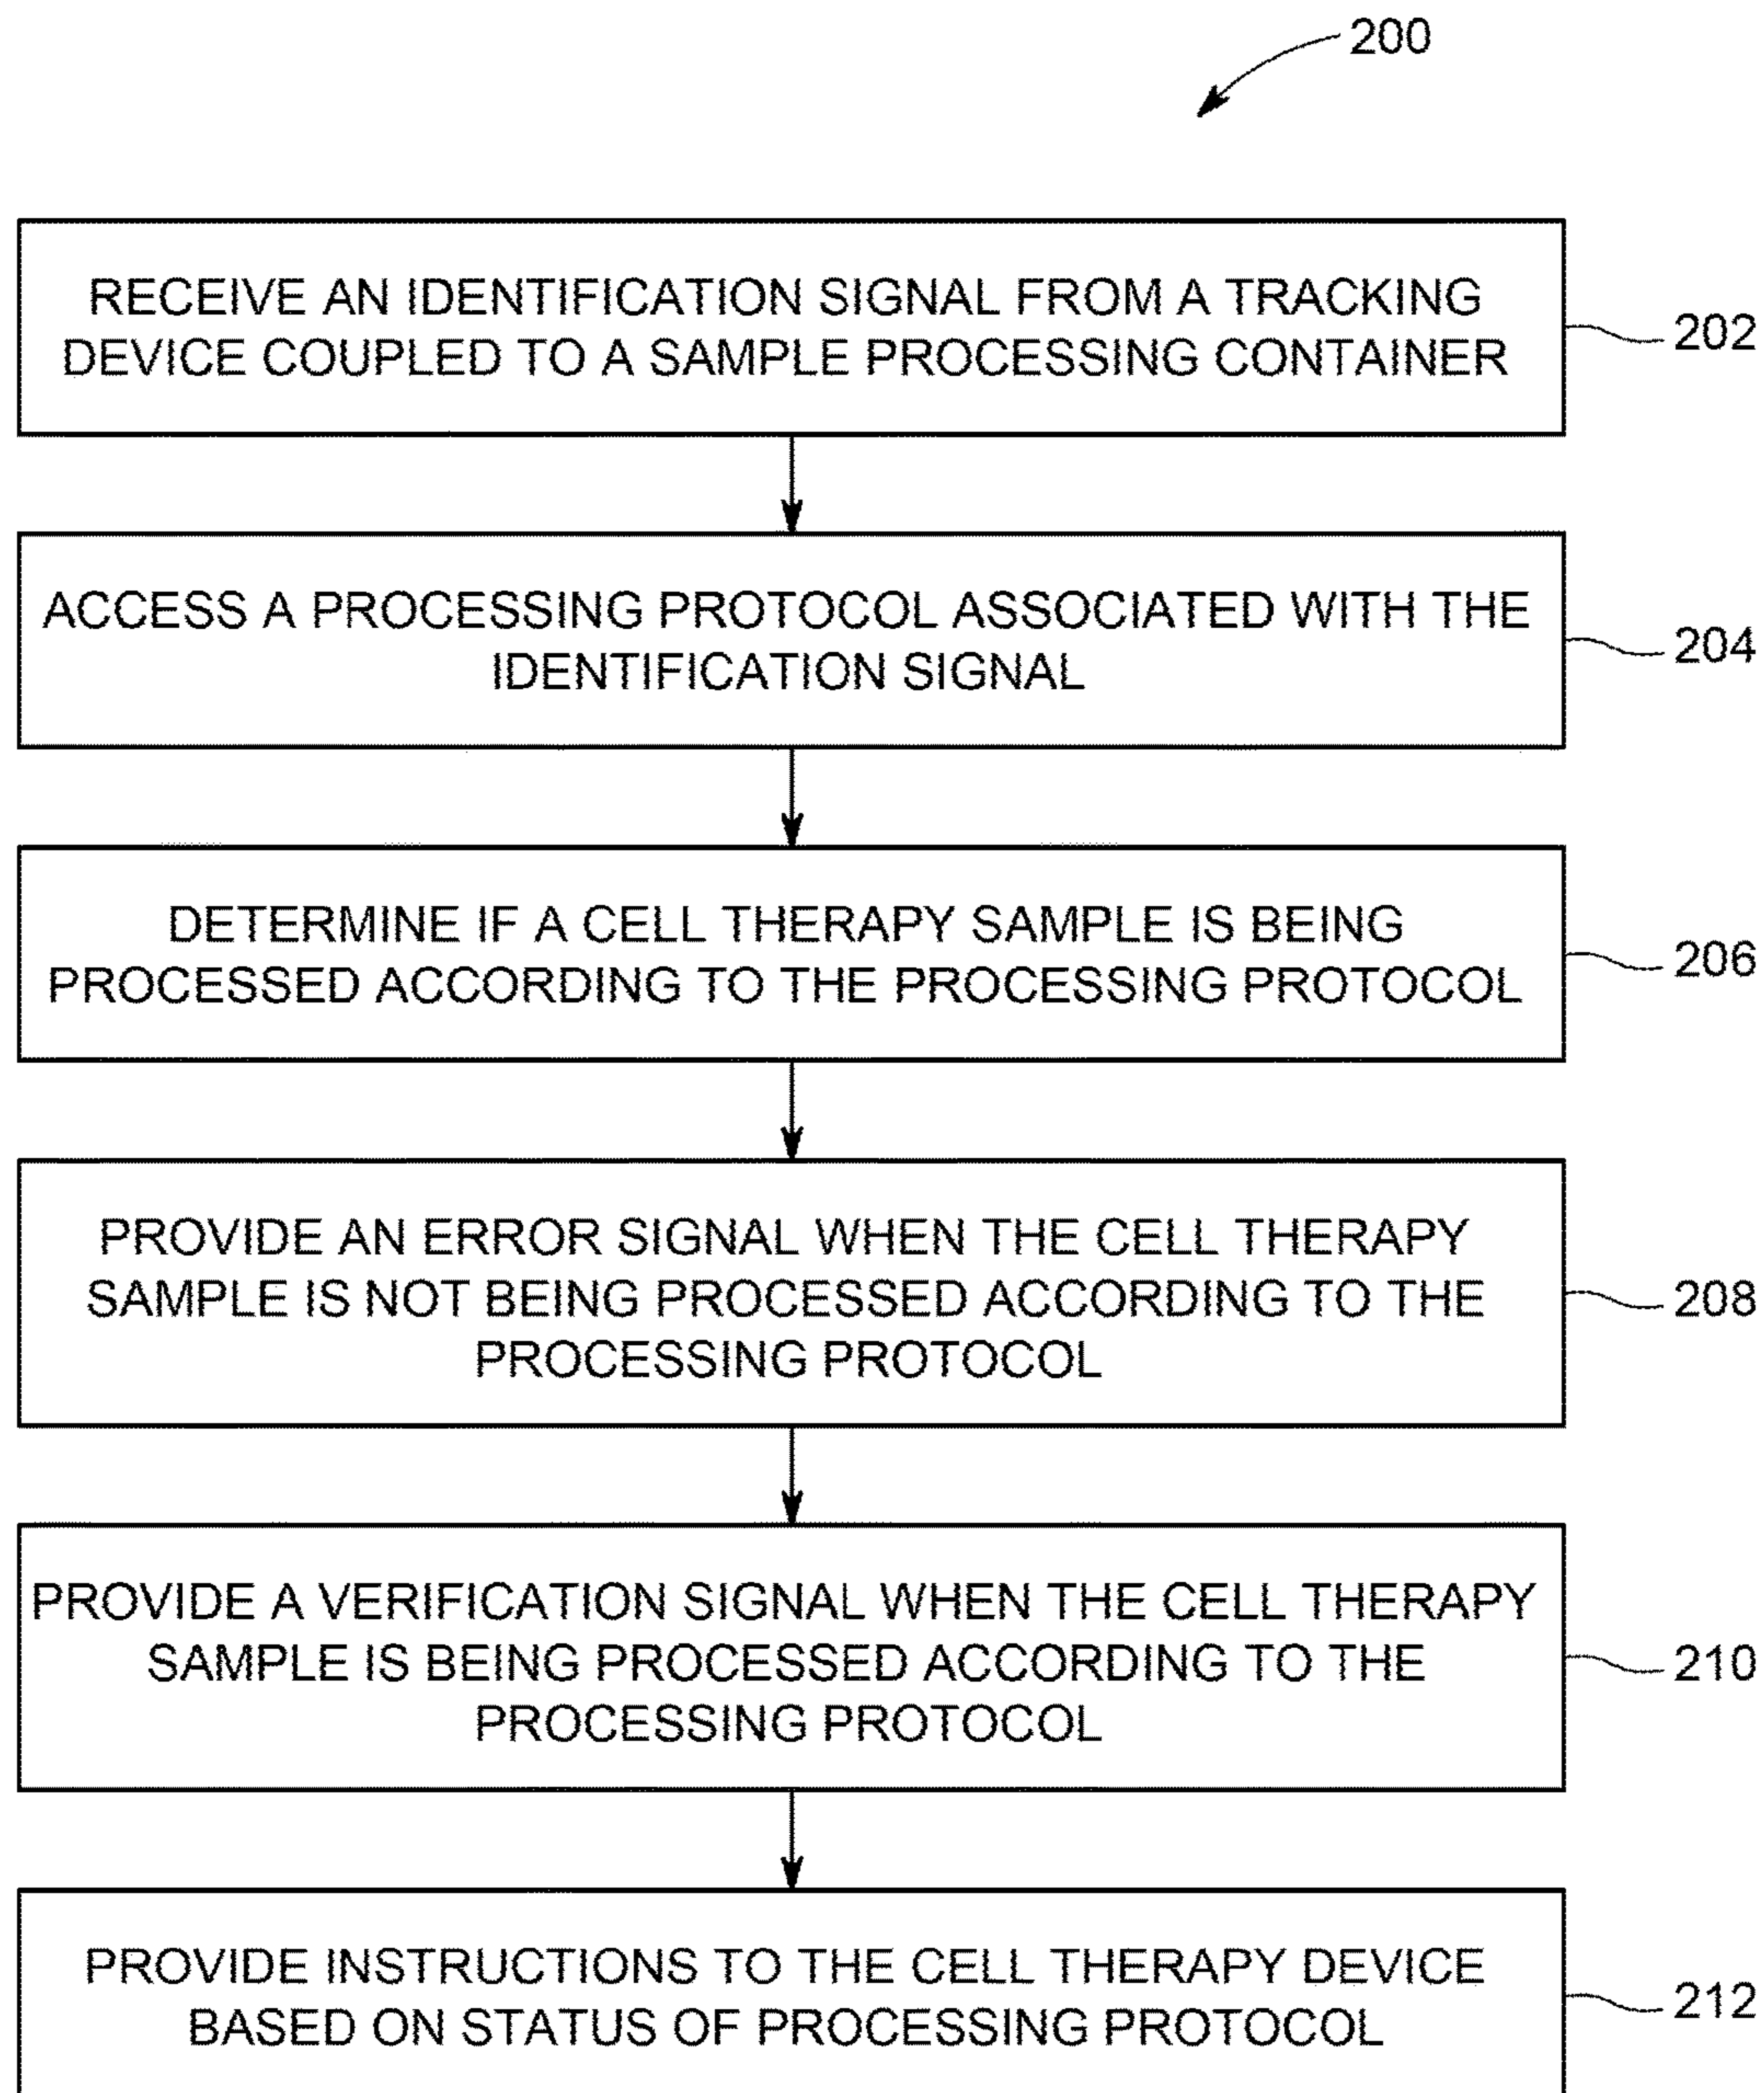 200
RECEIVE AN IDENTIFICATION SIGNAL FROM A TRACKING
DEVICE COUPLED TO A SAMPLE PROCESSING CONTAINER
202
ACCESS A PROCESSING PROTOCOL ASSOCIATED WITH THE
IDENTIFICATION SIGNAL
204
DETERMINE IF A CELL THERAPY SAMPLE IS BEING
PROCESSED ACCORDING TO THE PROCESSING PROTOCOL
206
PROVIDE AN ERROR SIGNAL WHEN THE CELL THERAPY
SAMPLE IS NOT BEING PROCESSED ACCORDING TO THE
PROCESSING PROTOCOL
208
PROVIDE A VERIFICATION SIGNAL WHEN THE CELL THERAPY
SAMPLE IS BEING PROCESSED ACCORDING TO THE
PROCESSING PROTOCOL
210
PROVIDE INSTRUCTIONS TO THE CELL THERAPY DEVICE
BASED ON STATUS OF PROCESSING PROTOCOL
212